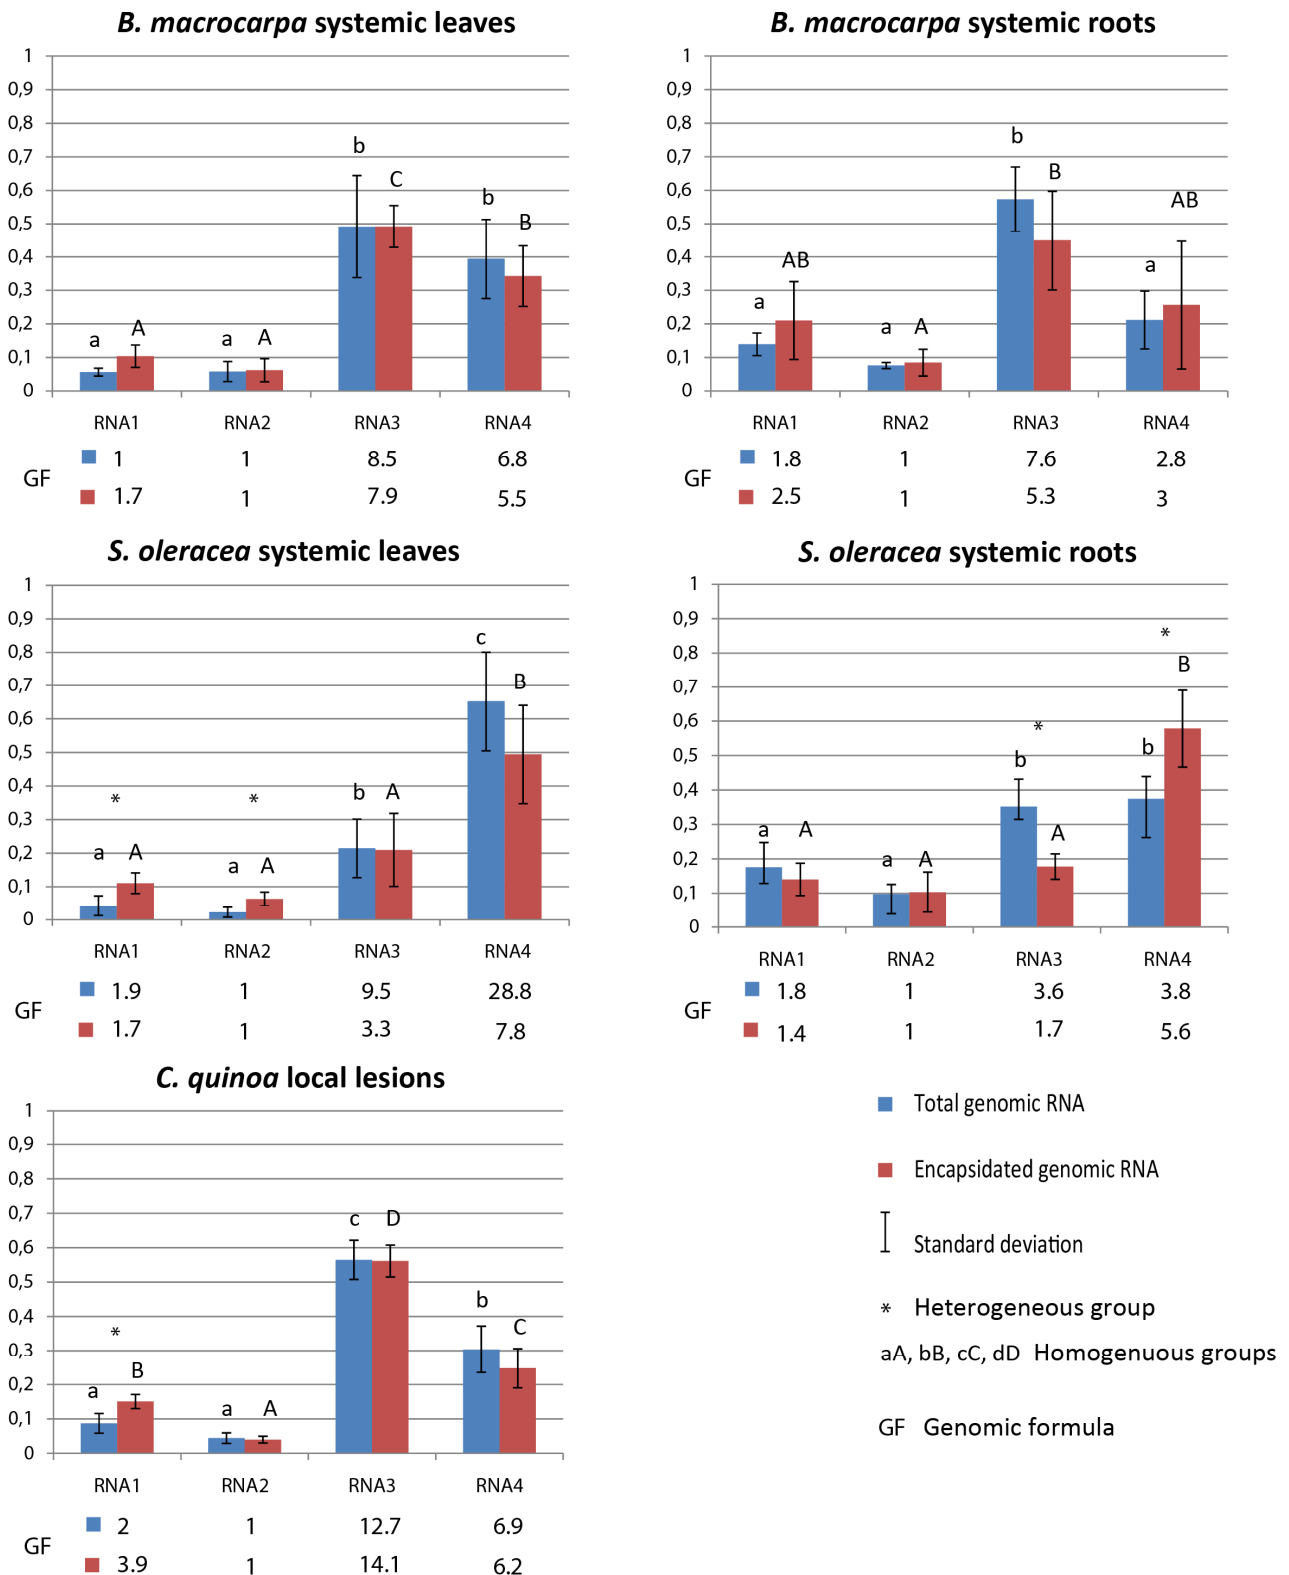 B. macrocarpa systemic leaves
1
0,9
0,8
0,7
0,6
0,5
0,4
0,3
0,2
0,1
0
a A a A b C b B
RNA1 RNA2 RNA3 RNA4
GF
1 1 8.5 6.8
1.7 1 7.9 5.5
B. macrocarpa systemic roots
1
0,9
0,8
0,7
0,6
0,5
0,4
0,3
0,2
0,1
0
a AB a A b B a AB
RNA1 RNA2 RNA3 RNA4
GF
1.8 1 7.6 2.8
2.5 1 5.3 3
S. oleracea systemic leaves
1
0,9
0,8
0,7
0,6
0,5
0,4
0,3
0,2
0,1
0
* *
a A a A b A c B
RNA1 RNA2 RNA3 RNA4
GF
1.9 1 9.5 28.8
1.7 1 3.3 7.8
S. oleracea systemic roots
1
0,9
0,8
0,7
0,6
0,5
0,4
0,3
0,2
0,1
0
* *
a A a A b A b B
RNA1 RNA2 RNA3 RNA4
GF
1.8 1 3.6 3.8
1.4 1 1.7 5.6
C. quinoa local lesions
1
0,9
0,8
0,7
0,6
0,5
0,4
0,3
0,2
0,1
0
*
a B a A c D b C
RNA1 RNA2 RNA3 RNA4
GF
2 1 12.7 6.9
3.9 1 14.1 6.2
Total genomic RNA
Encapsidated genomic RNA
Standard deviation
* Heterogeneous group
aA, bB, cC, dD Homogenuous groups
GF Genomic formula